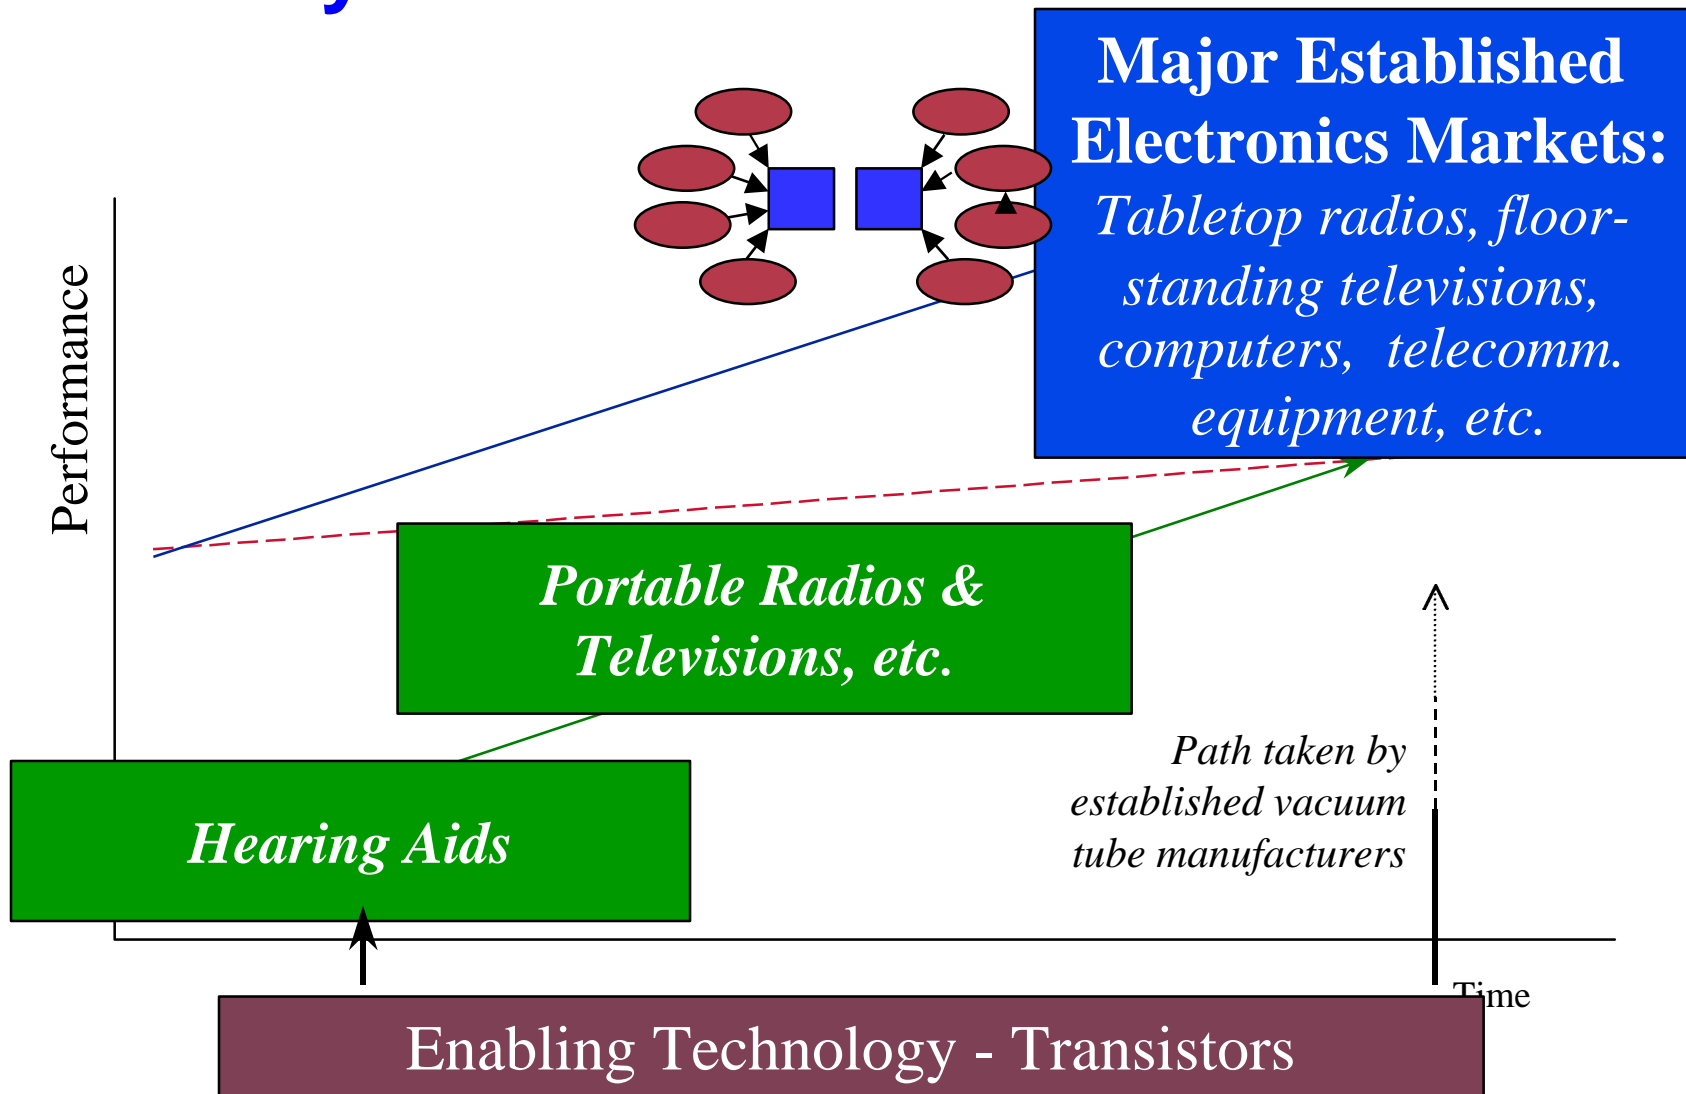 Major Established
Electronics Markets:
Tabletop radios, floor-
standing televisions,
computers, telecomm.
equipment, etc.
Performance
Portable Radios &
Televisions, etc.
Path taken by
established vacuum
tube manufacturers
Hearing Aids
Time
Enabling Technology - Transistors